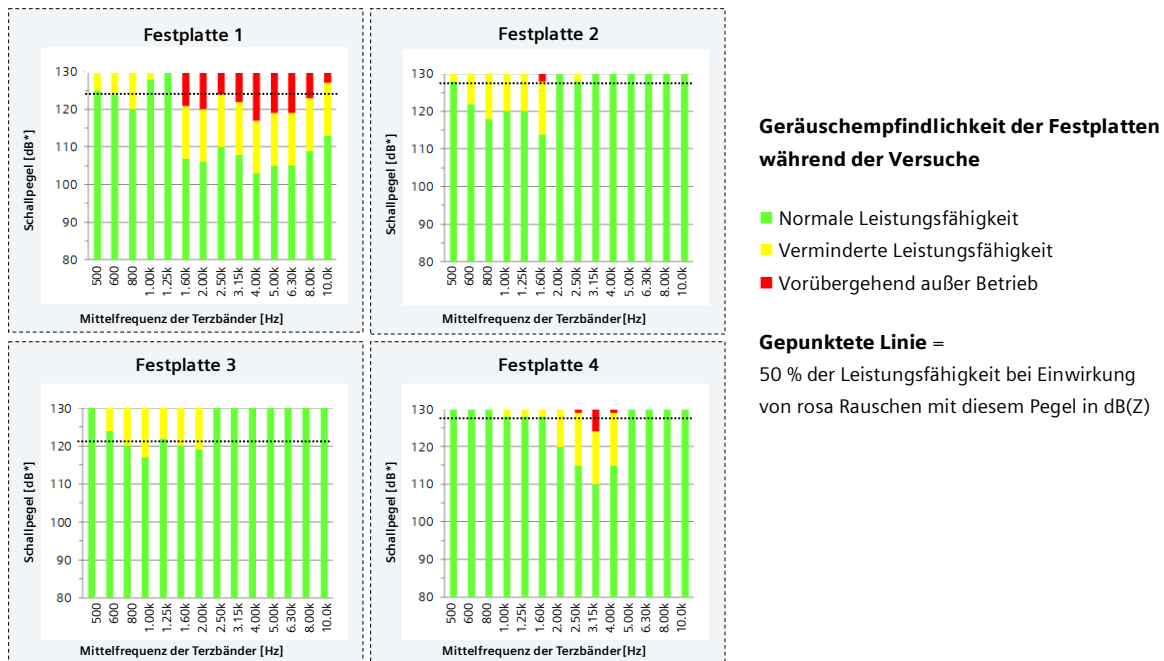 Festplatte 1
Schallpegel [dB*]
130
120
110
100
90
80
500 600 800 1.00k 1.25k 1.60k 2.00k 2.50k 3.15k 4.00k 5.00k 6.30k 8.00k 10.0k
Mittelfrequenz der Terzbänder [Hz]
Festplatte 2
Schallpegel [dB*]
130
120
110
100
90
80
500 600 800 1.00k 1.25k 1.60k 2.00k 2.50k 3.15k 4.00k 5.00k 6.30k 8.00k 10.0k
Mittelfrequenz der Terzbänder[Hz]
Festplatte 3
Schallpegel [dB*]
130
120
110
100
90
80
500 600 800 1.00k 1.25k 1.60k 2.00k 2.50k 3.15k 4.00k 5.00k 6.30k 8.00k 10.0k
Mittelfrequenz der Terzbänder [Hz]
Festplatte 4
Schallpegel [dB*]
130
120
110
100
90
80
500 600 800 1.00k 1.25k 1.60k 2.00k 2.50k 3.15k 4.00k 5.00k 6.30k 8.00k 10.0k
Mittelfrequenz der Terzbänder[Hz]
Geräuschempfindlichkeit der Festplatten
während der Versuche
Normale Leistungsfähigkeit
Verminderte Leistungsfähigkeit
Vorübergehend außer Betrieb
Gepunktete Linie =
50 % der Leistungsfähigkeit bei Einwirkung
von rosa Rauschen mit diesem Pegel in dB(Z)